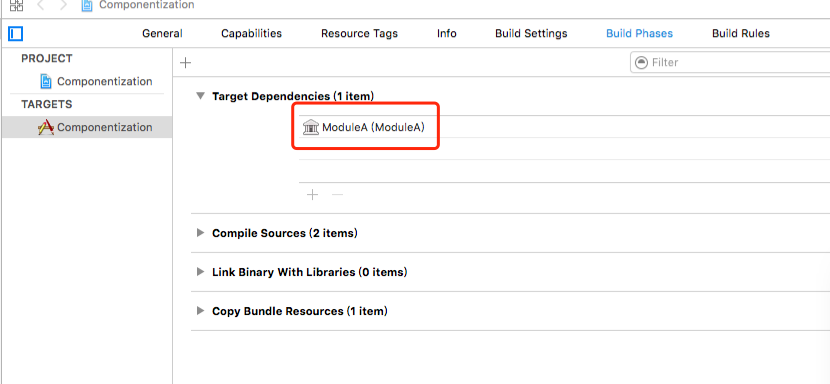 Componentization
General Capabilities Resource Tags Info Build Settings Build Phases Build Rules
PROJECT
Componentization
TARGETS
Componentization
Filter
Target Dependencies (1 item)
ModuleA (ModuleA)
Compile Sources (2 items)
Link Binary With Libraries (0 items)
Copy Bundle Resources (1 item)